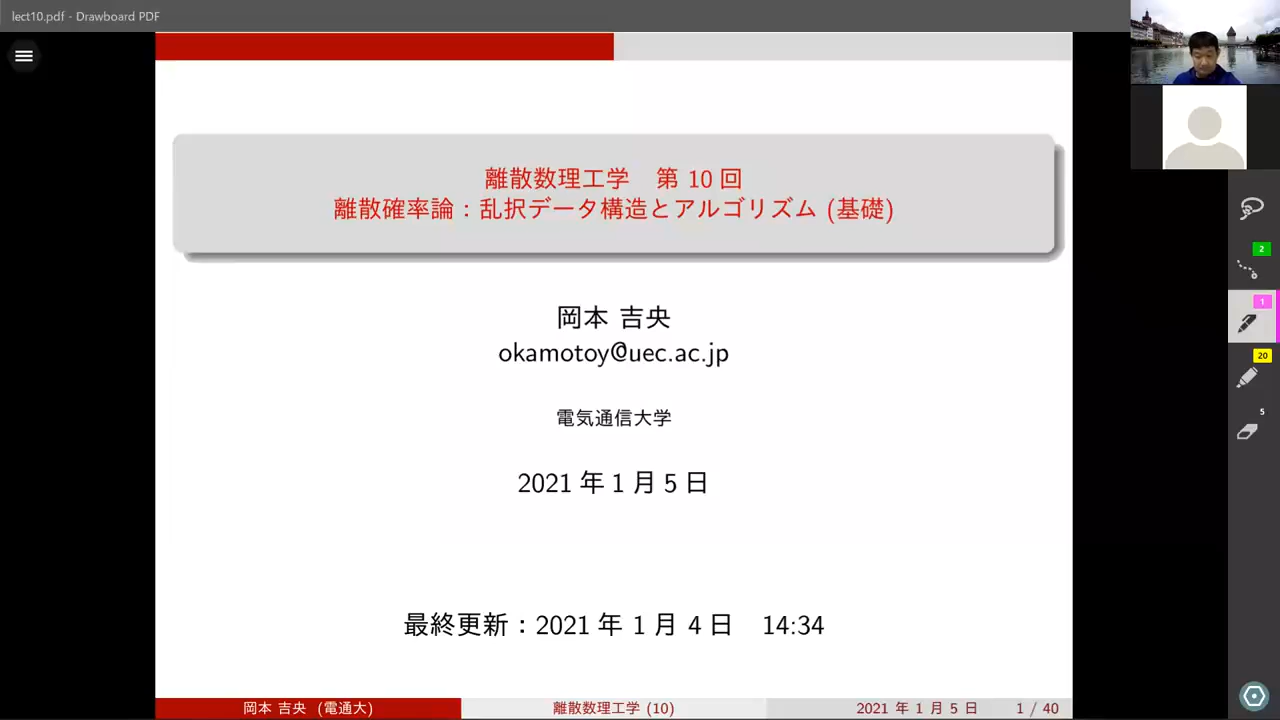 lect10.pdf - Drawboard PDF
離散数理工学 第 10 回
離散確率論：乱択データ構造とアルゴリズム (基礎)
岡本 吉央
okamotoy@uec.ac.jp
電気通信大学
2021 年 1 月 5 日
最終更新：2021 年 1 月 4 日 14:34
岡本 吉央 (電通大)
離散数理工学 (10)
2021 年 1 月 5 日 1 / 40
2
1
20
5